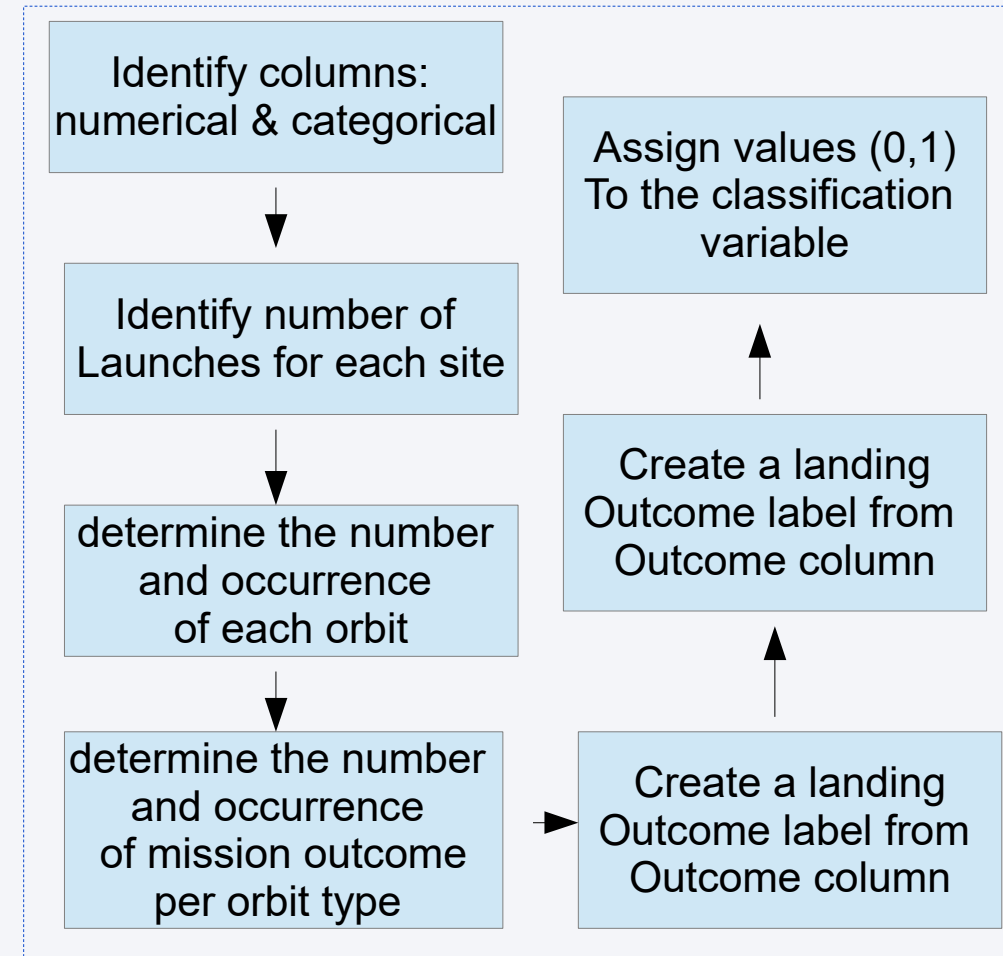 Identify columns:
numerical & categorical
Identify number of
Launches for each site
determine the number
and occurrence
of each orbit
determine the number
and occurrence
of mission outcome
per orbit type
Create a landing
Outcome label from
Outcome column
Create a landing
Outcome label from
Outcome column
Assign values (0,1)
To the classification
variable